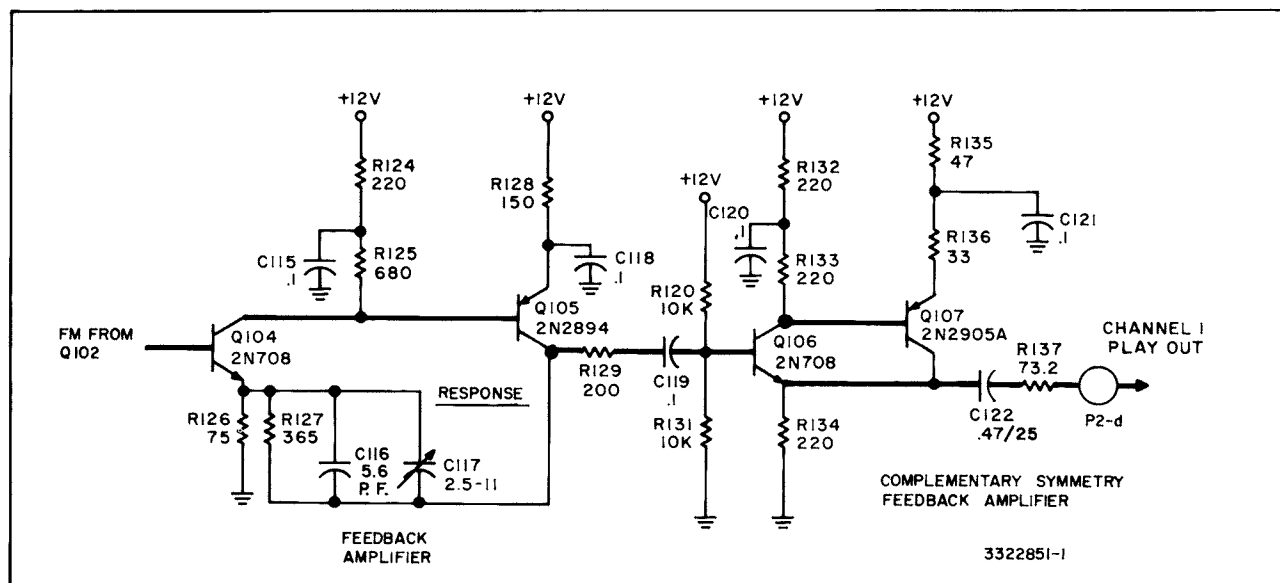 +12V
+12V
+12V
+12V
R124
220
R128
150
+12V
R132
220
R135
47
C115
.1
R125
680
C118
.1
C120
.1
R133
220
R136
33
C121
.1
R120
10K
FM FROM
Q102
Q104
2N708
Q105
2N2894
Q106
2N708
Q107
2N2905A
CHANNEL 1
PLAY OUT
R126
75
R127
365
RESPONSE
R129
200
C119
.1
R137
73.2
P2-d
C116
5.6
P.F.
C117
2.5-11
R131
10K
R134
220
C122
.47/25
COMPLEMENTARY SYMMETRY
FEEDBACK AMPLIFIER
FEEDBACK
AMPLIFIER
3322851-1